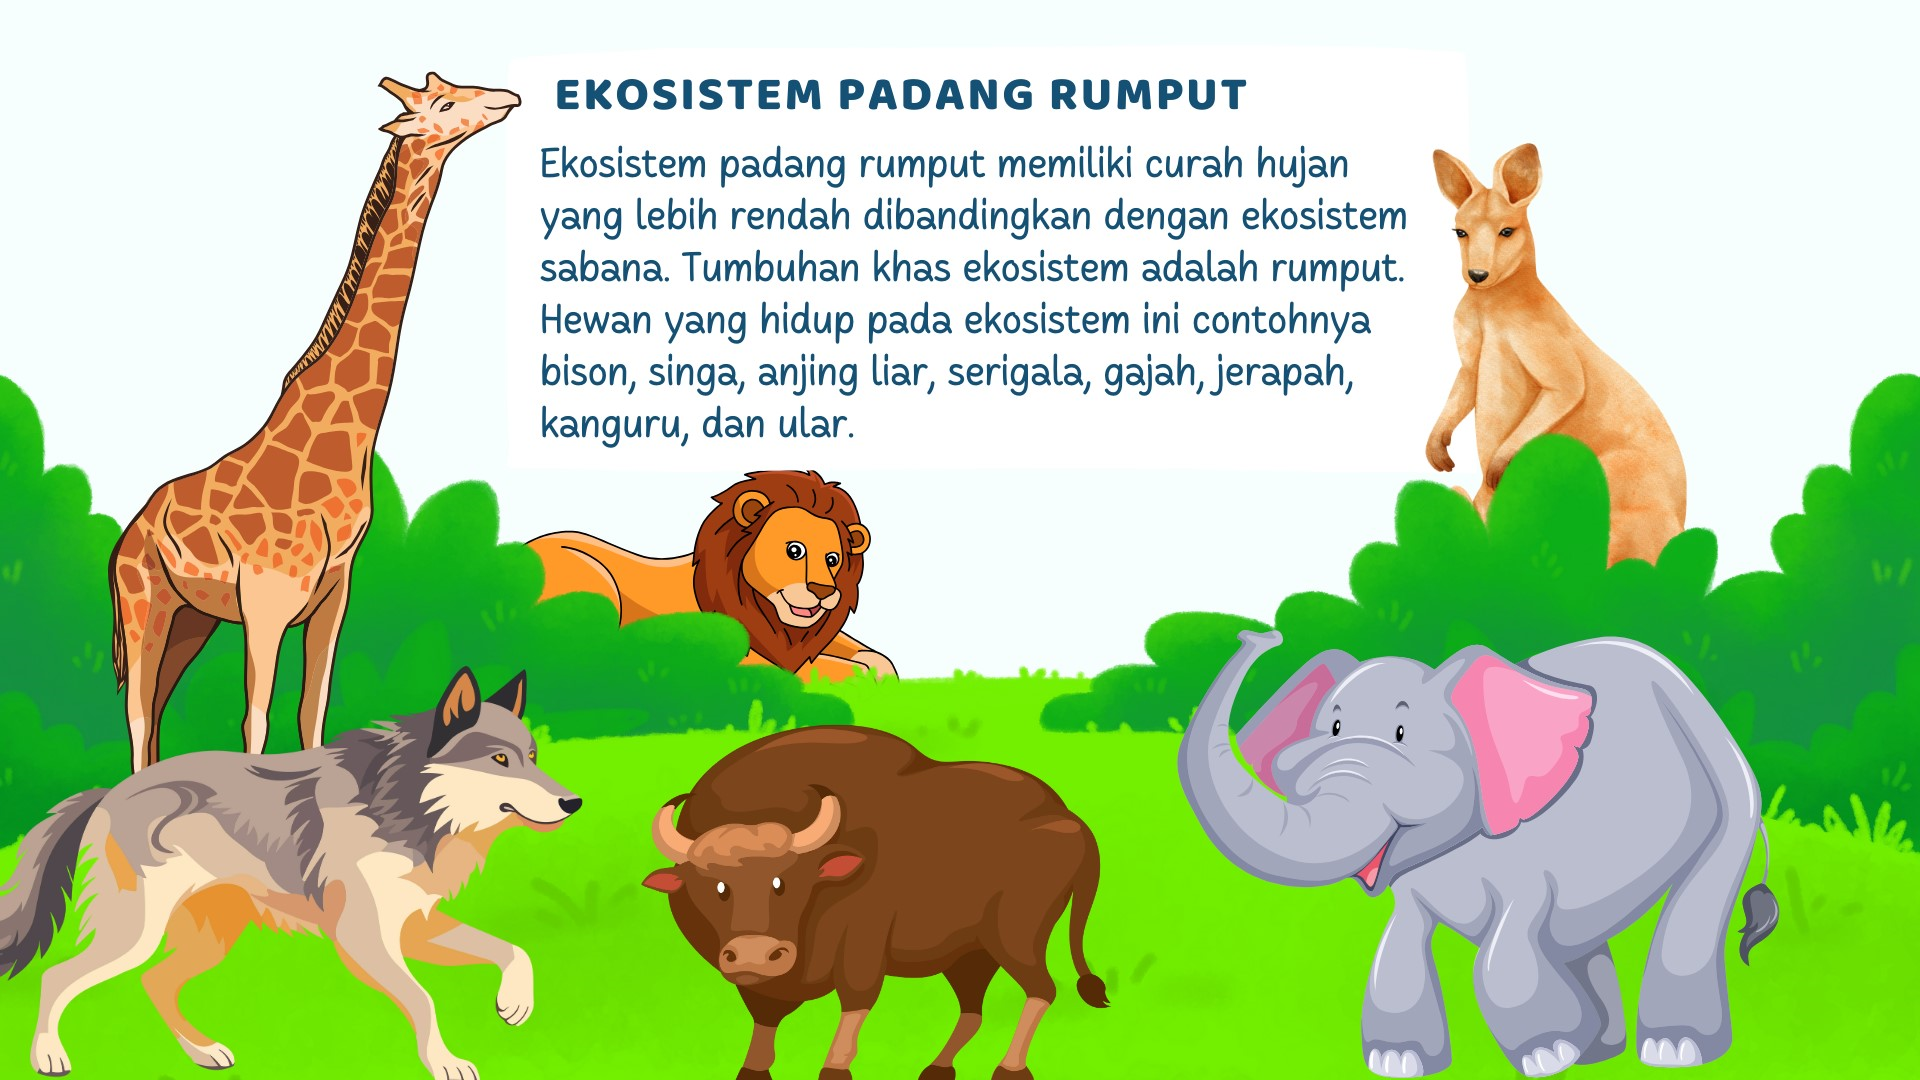 EKOSISTEM PADANG RUMPUT
Ekosistem padang rumput memiliki curah hujan
yang lebih rendah dibandingkan dengan ekosistem
sabana. Tumbuhan khas ekosistem adalah rumput.
Hewan yang hidup pada ekosistem ini contohnya
bison, singa, anjing liar, serigala, gajah, jerapah,
kanguru, dan ular.